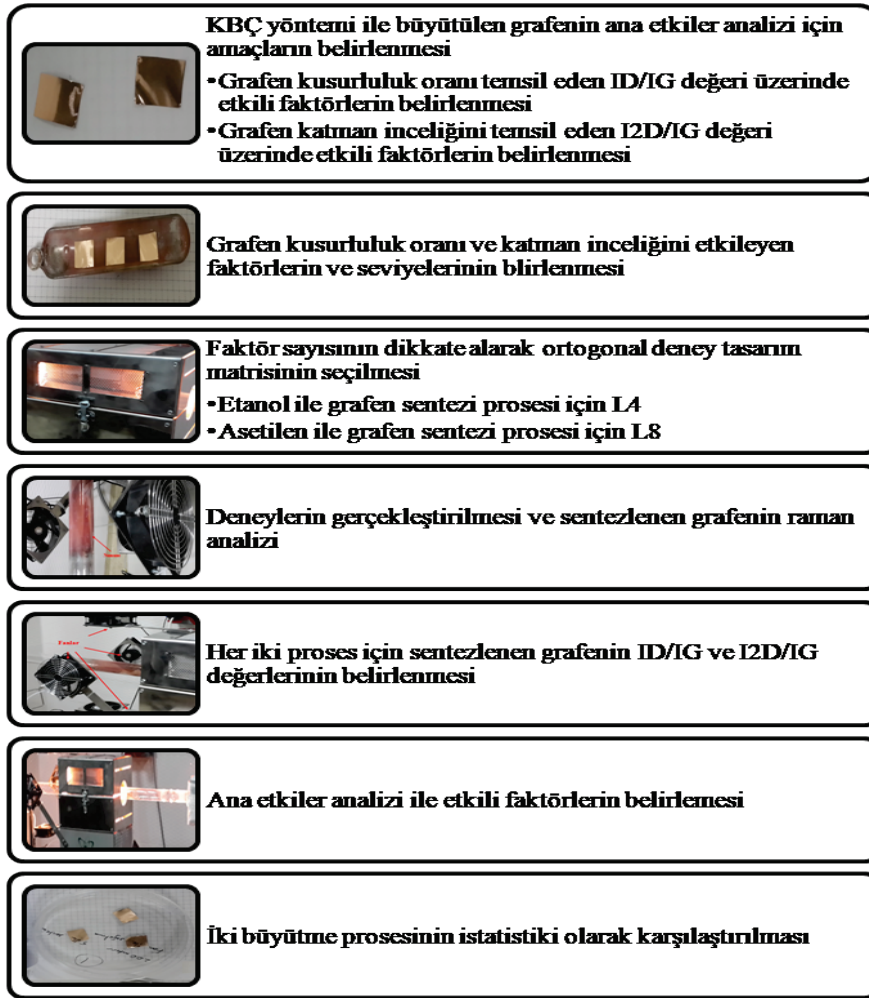 KBÇ yöntemi ile büyütülen grafenin ana etkiler analizi için
amaçların belirlenmesi
•Grafen kusurluluk oranı temsil eden ID/IG değeri üzerinde
etkili faktörlerin belirlenmesi
•Grafen katman inceliğini temsil eden I2D/IG değeri
üzerinde etkili faktörlerin belirlenmesi
Grafen kusurluluk oranı ve katman inceliğini etkileyen
faktörlerin ve seviyelerinin blirlenmesi
Faktör sayısının dikkate alarak ortogonal deney tasarım
matrisinin seçilmesi
•Etanol ile grafen sentezi prosesi için L4
•Asetilen ile grafen sentezi prosesi için L8
Deneylerin gerçekleştirilmesi ve sentezlenen grafenin raman
analizi
Fanlar
Her iki proses için sentezlenen grafenin ID/IG ve I2D/IG
değerlerinin belirlenmesi
Ana etkiler analizi ile etkili faktörlerin belirlemesi
İki büyütme prosesinin istatistiki olarak karşılaştırılması